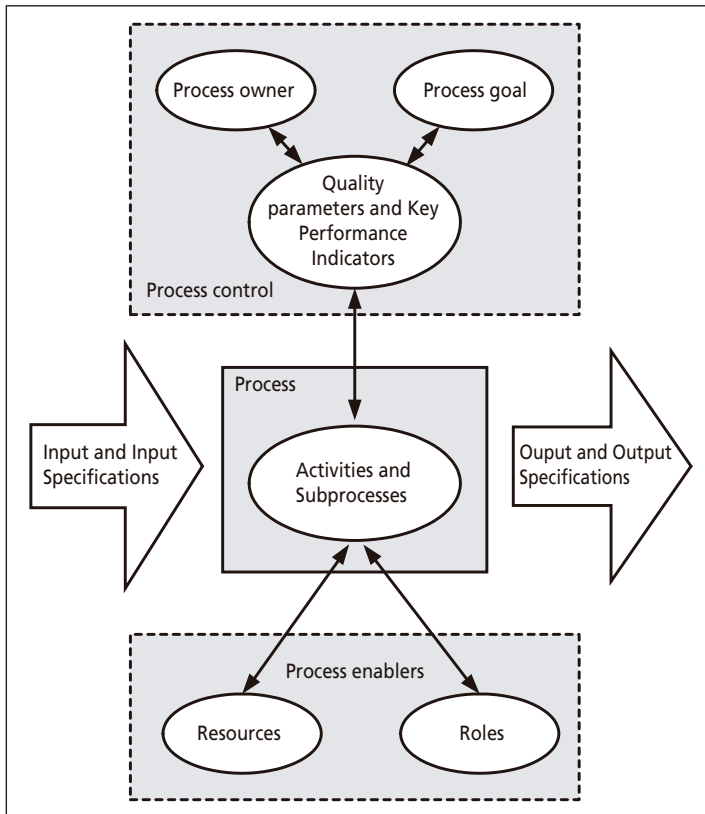 Process owner
Process goal
Quality
parameters and Key
Performance
Indicators
Process control
Process
Input and Input
Specifications
Activities and
Subprocesses
Ouput and Output
Specifications
Process enablers
Resources
Roles